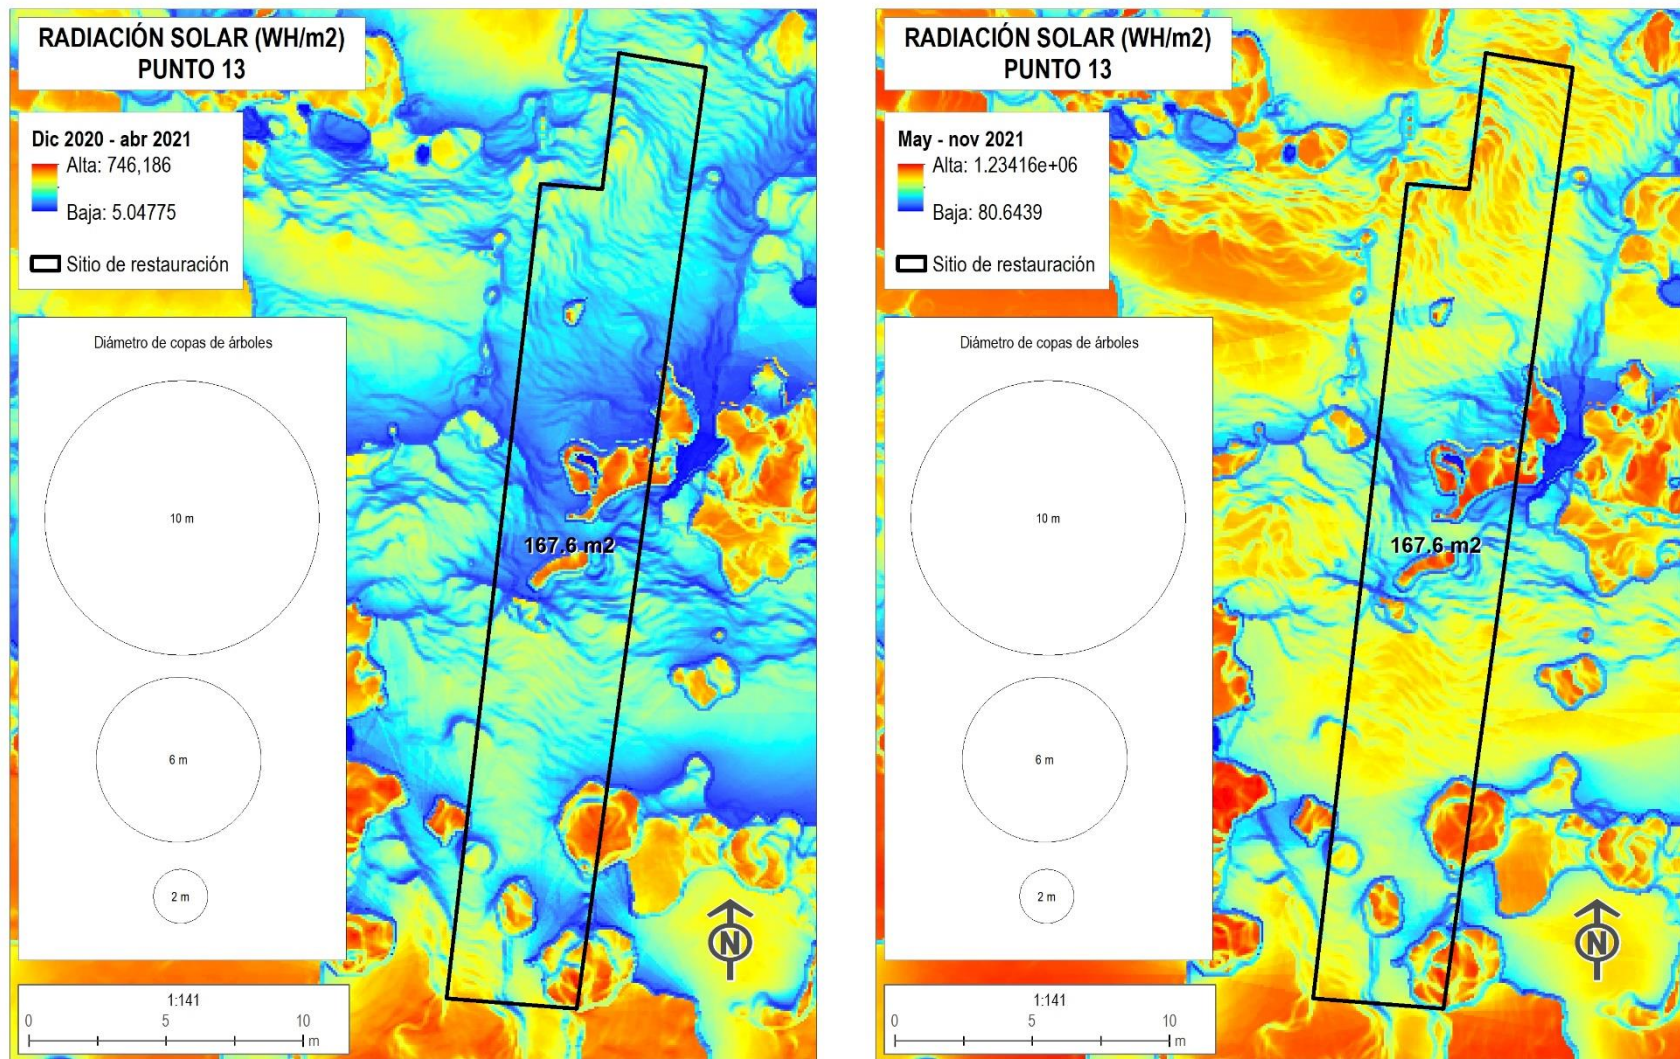 RADIACIÓN SOLAR (WH/m2)
PUNTO 13
Dic 2020 - abr 2021
Alta: 746,186
Baja: 5.04775
Sitio de restauración
Diámetro de copas de árboles
10 m
6 m
2 m
167.6 m2
N
1:141
0 5 10
m
RADIACIÓN SOLAR (WH/m2)
PUNTO 13
May - nov 2021
Alta: 1.23416e+06
Baja: 80.6439
Sitio de restauración
Diámetro de copas de árboles
10 m
6 m
2 m
167.6 m2
N
1:141
0 5 10
m